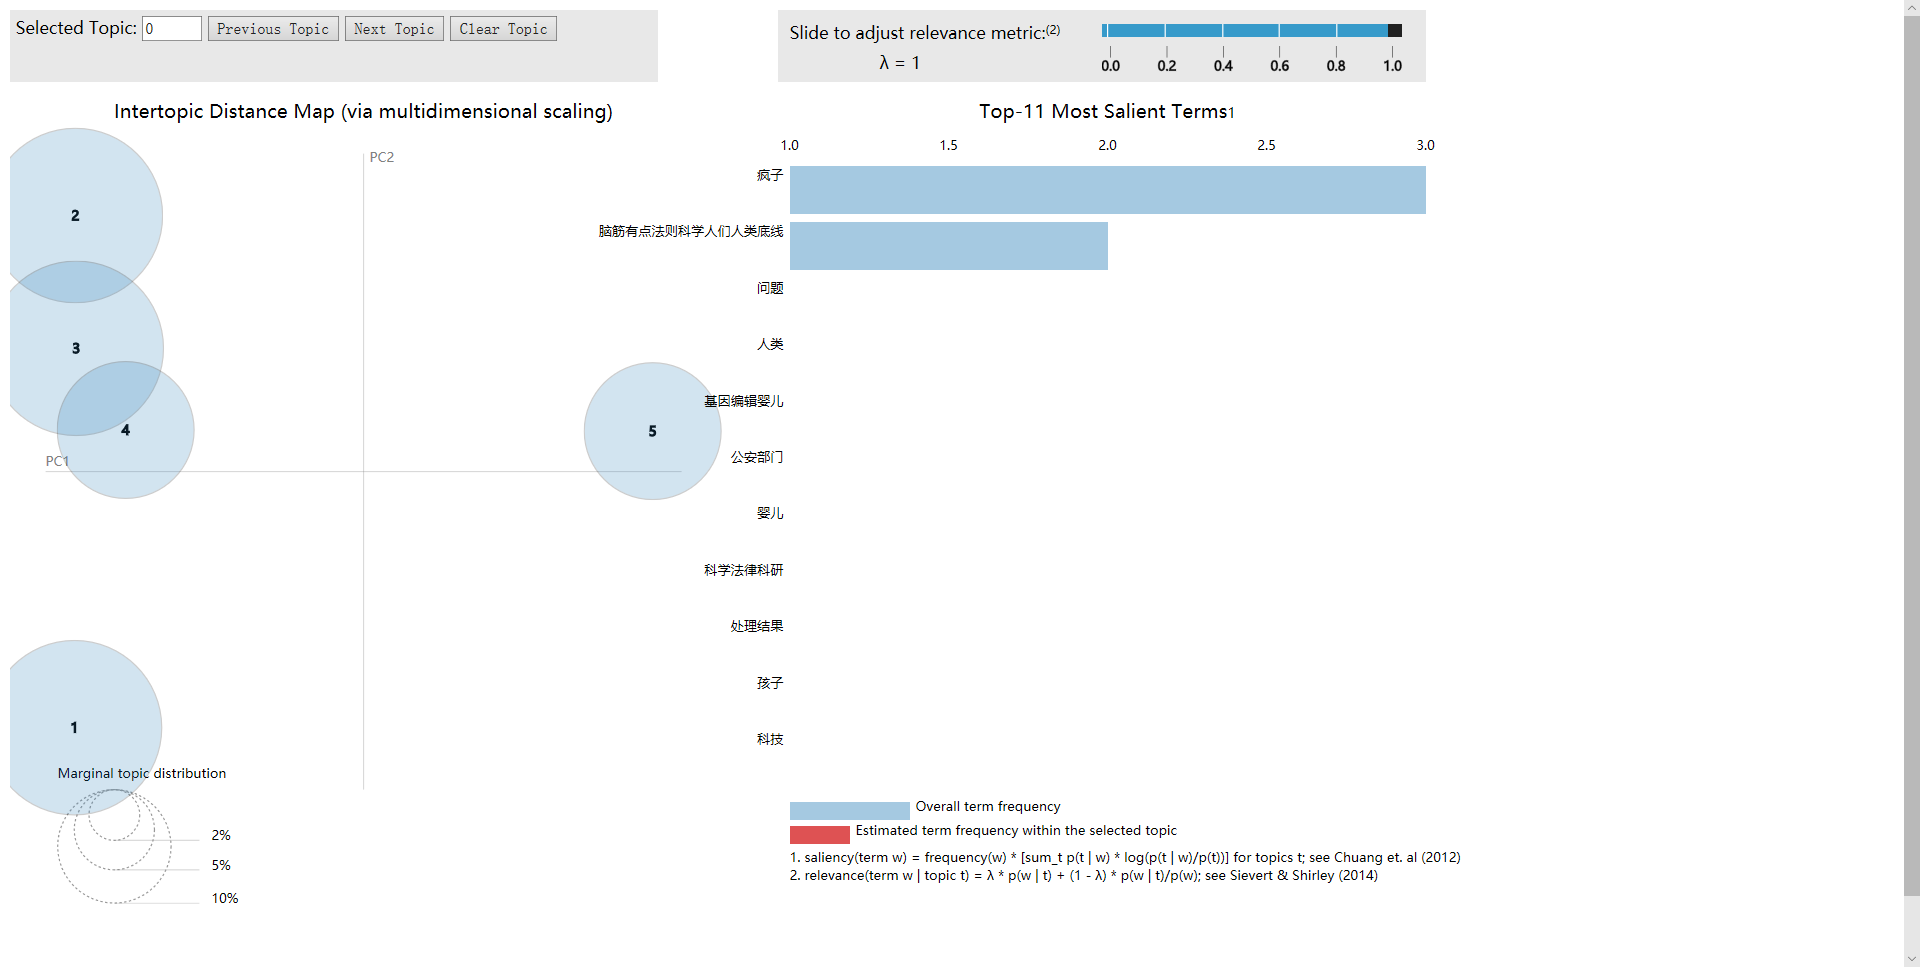 Selected Topic: 0 Previous Topic Next Topic Clear Topic
Slide to adjust relevance metric:(2)
λ = 1
0.0 0.2 0.4 0.6 0.8 1.0
Intertopic Distance Map (via multidimensional scaling)
PC2
PC1
2
3
4
5
1
Marginal topic distribution
2%
5%
10%
Top-11 Most Salient Terms1
1.0 1.5 2.0 2.5 3.0
疯子
脑筋有点法则科学人们人类底线
问题
人类
基因编辑婴儿
公安部门
婴儿
科学法律科研
处理结果
孩子
科技
Overall term frequency
Estimated term frequency within the selected topic
1. saliency(term w) = frequency(w) * [sum_t p(t | w) * log(p(t | w)/p(t))] for topics t; see Chuang et. al (2012)
2. relevance(term w | topic t) = λ * p(w | t) + (1 - λ) * p(w | t)/p(w); see Sievert & Shirley (2014)